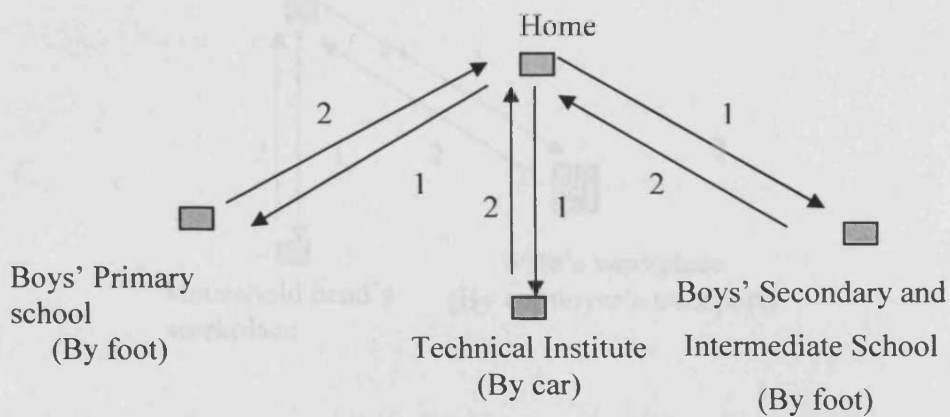 Home
2
1
1
2
2
1
Boys' Primary
school
(By foot)
Technical Institute
(By car)
Boys' Secondary and
Intermediate School
(By foot)